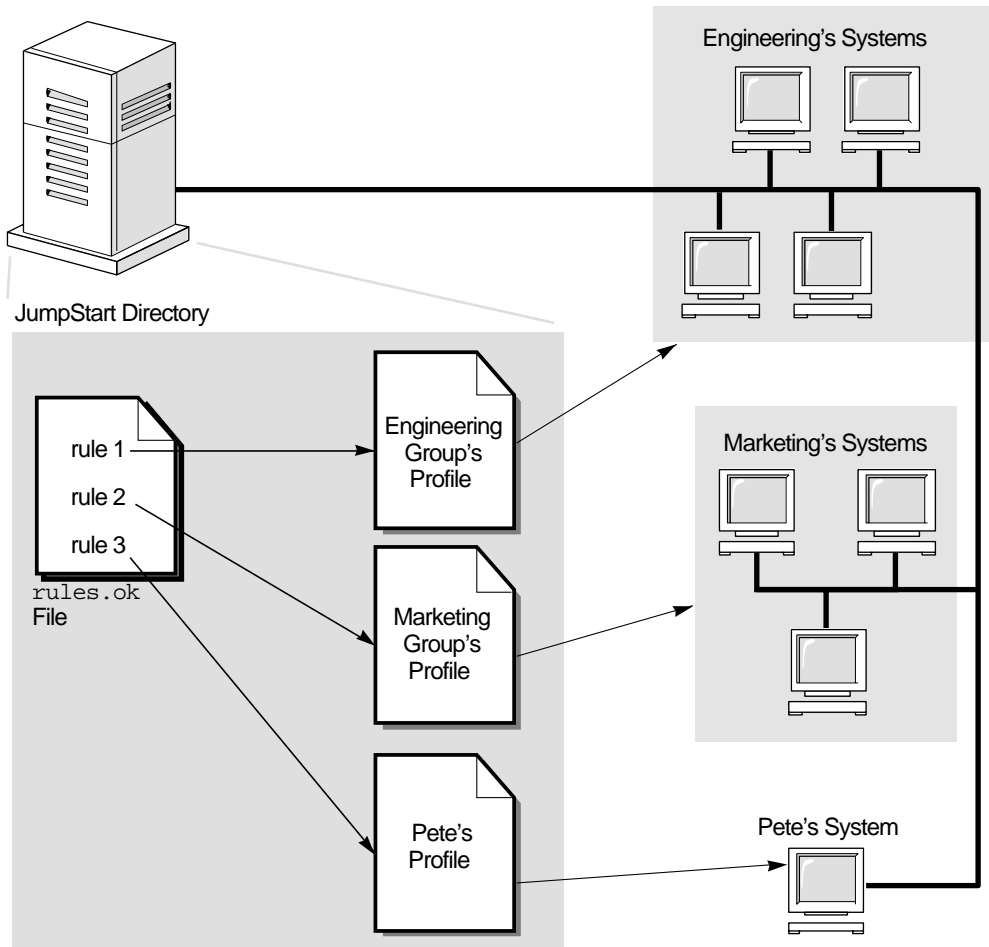 Engineering's Systems
JumpStart Directory
rule 1
rule 2
rule 3
rules.ok
File
Engineering
Group's
Profile
Marketing
Group's
Profile
Pete's
Profile
Marketing's Systems
Pete's System